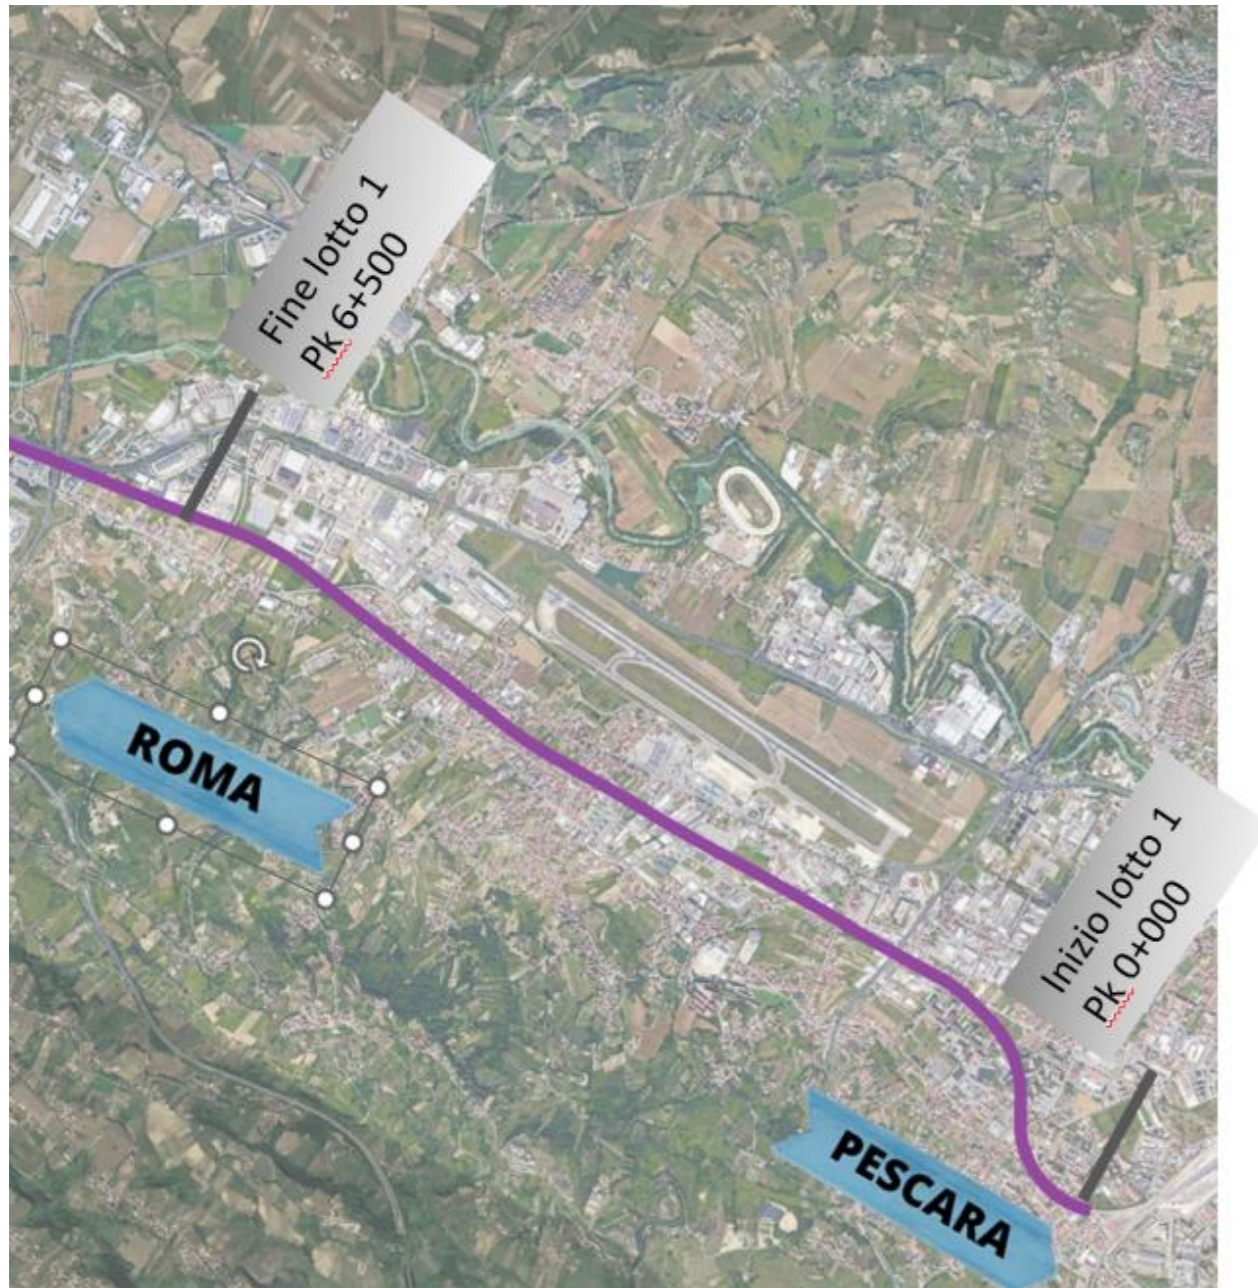 Fine lotto 1
Pk 6+500
ROMA
Inizio lotto 1
Pk 0+000
PESCARA